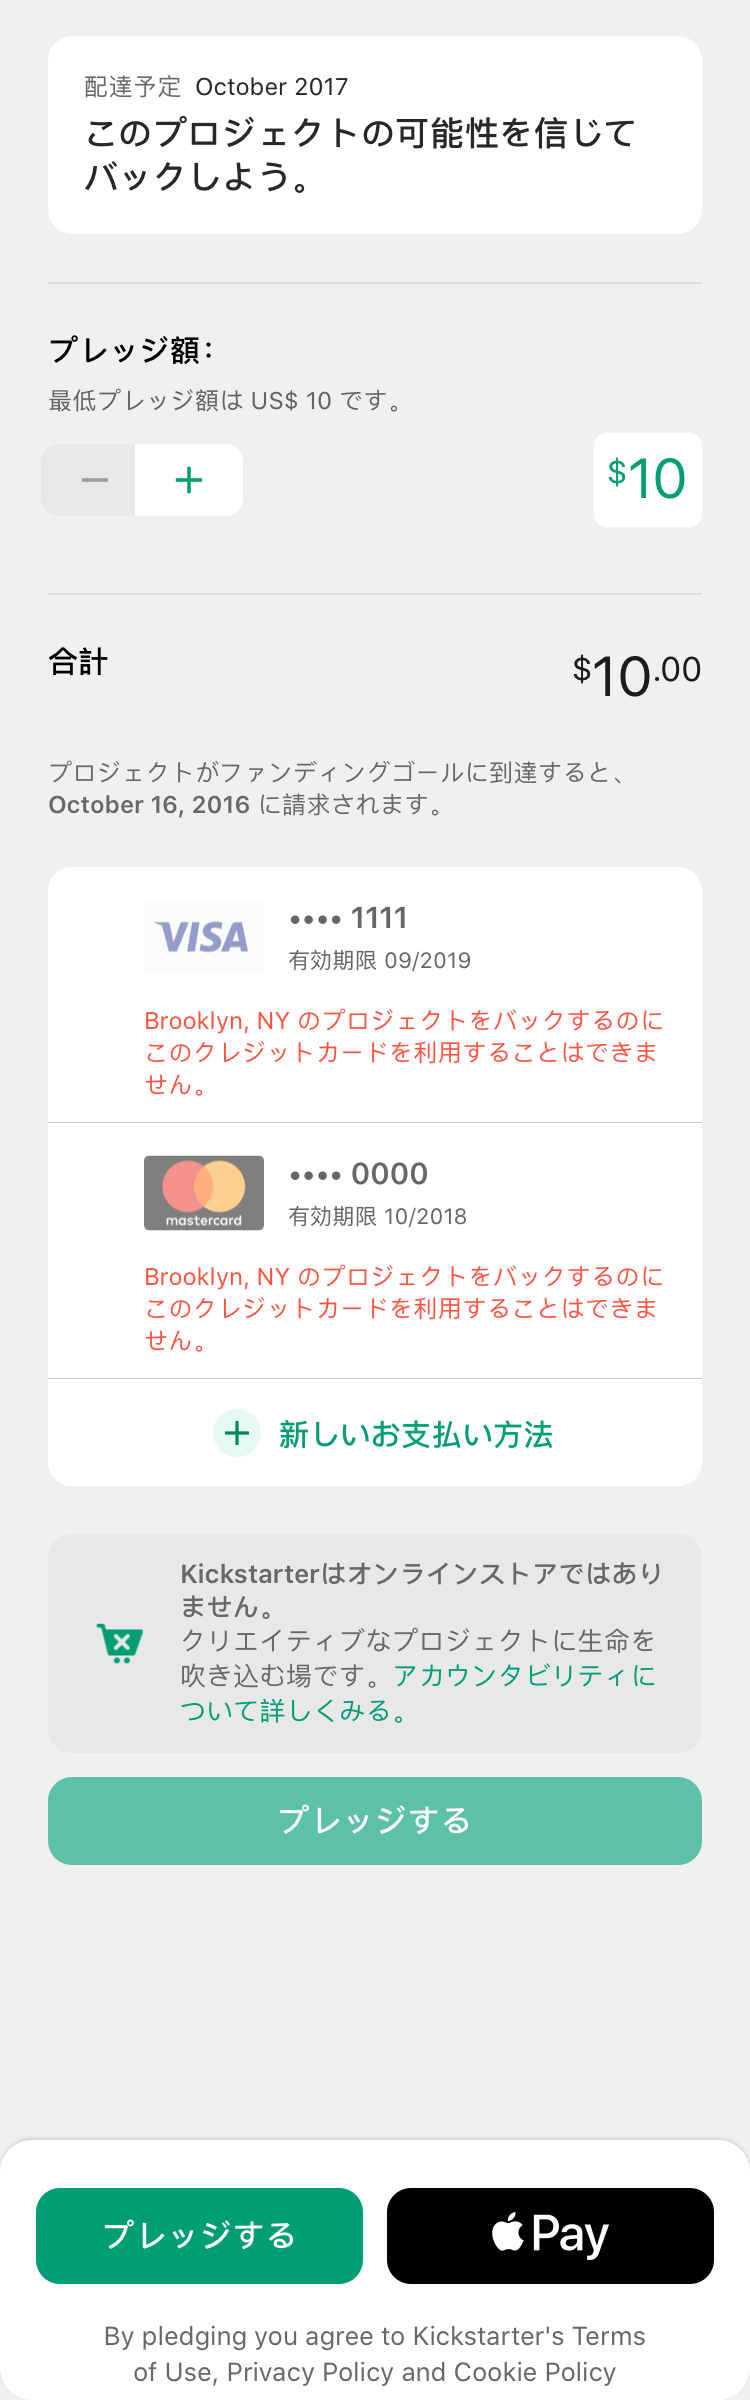 配達予定 October 2017
このプロジェクトの可能性を信じて
バックしよう。
プレッジ額：
最低プレッジ額は US$ 10 です。
$10
合計
$10.00
プロジェクトがファンディングゴールに到達すると、
October 16, 2016 に請求されます。
VISA
•••• 1111
有効期限 09/2019
Brooklyn, NY のプロジェクトをバックするのに
このクレジットカードを利用することはできま
せん。
mastercard
•••• 0000
有効期限 10/2018
Brooklyn, NY のプロジェクトをバックするのに
このクレジットカードを利用することはできま
せん。
新しいお支払い方法
Kickstarterはオンラインストアではあり
ません。
クリエイティブなプロジェクトに生命を
吹き込む場です。アカウンタビリティに
ついて詳しくみる。
プレッジする
プレッジする
Pay
By pledging you agree to Kickstarter's Terms
of Use, Privacy Policy and Cookie Policy